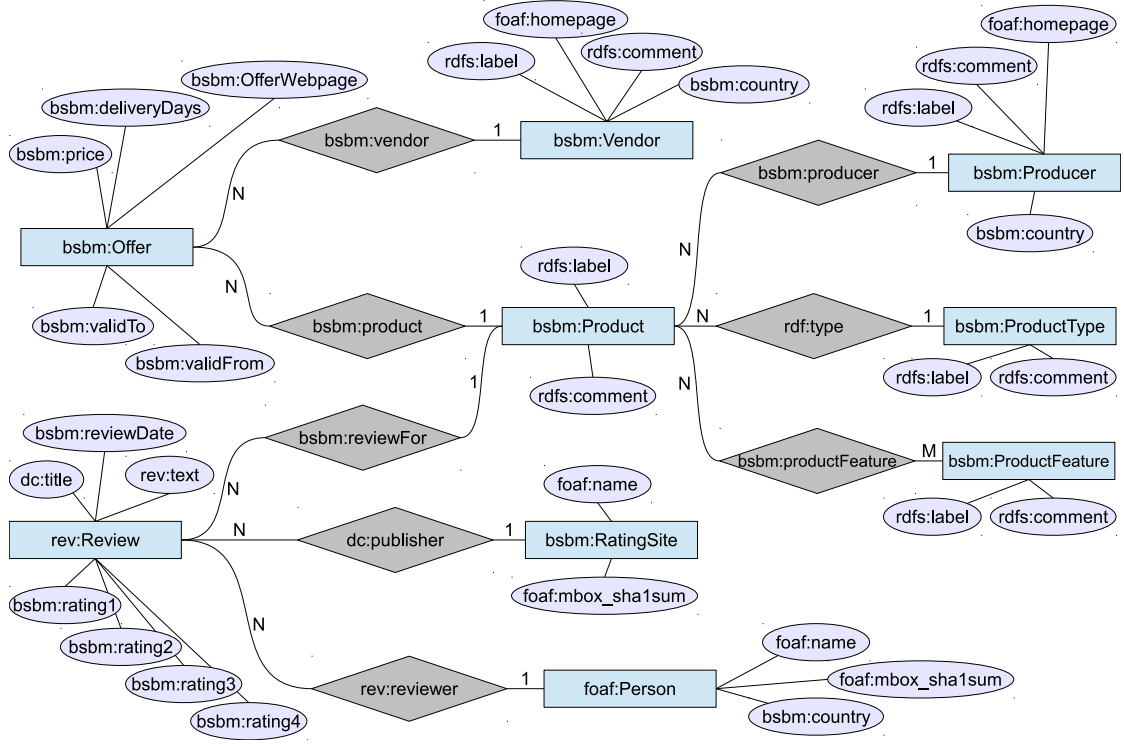 foaf:homepage
foaf:homepage
bsbm:OfferWebpage
rdfs:label
rdfs:comment
rdfs:comment
bsbm:deliveryDays
bsbm:country
rdfs:label
bsbm:price
bsbm:vendor
1
bsbm:Vendor
N
bsbm:producer
1
bsbm:Producer
bsbm:Offer
bsbm:country
N
N
rdfs:label
bsbm:validTo
bsbm:product
1
bsbm:Product
N
rdf:type
1
bsbm:ProductType
bsbm:validFrom
rdfs:label
rdfs:comment
1
N
rdfs:comment
bsbm:reviewDate
bsbm:reviewFor
bsbm:productFeature
M
bsbm:ProductFeature
dc:title
rev:text
N
foaf:name
rdfs:label
rdfs:comment
rev:Review
N
dc:publisher
1
bsbm:RatingSite
bsbm:rating1
foaf:mbox_sha1sum
N
bsbm:rating2
foaf:name
bsbm:rating3
rev:reviewer
1
foaf:Person
foaf:mbox_sha1sum
bsbm:rating4
bsbm:country